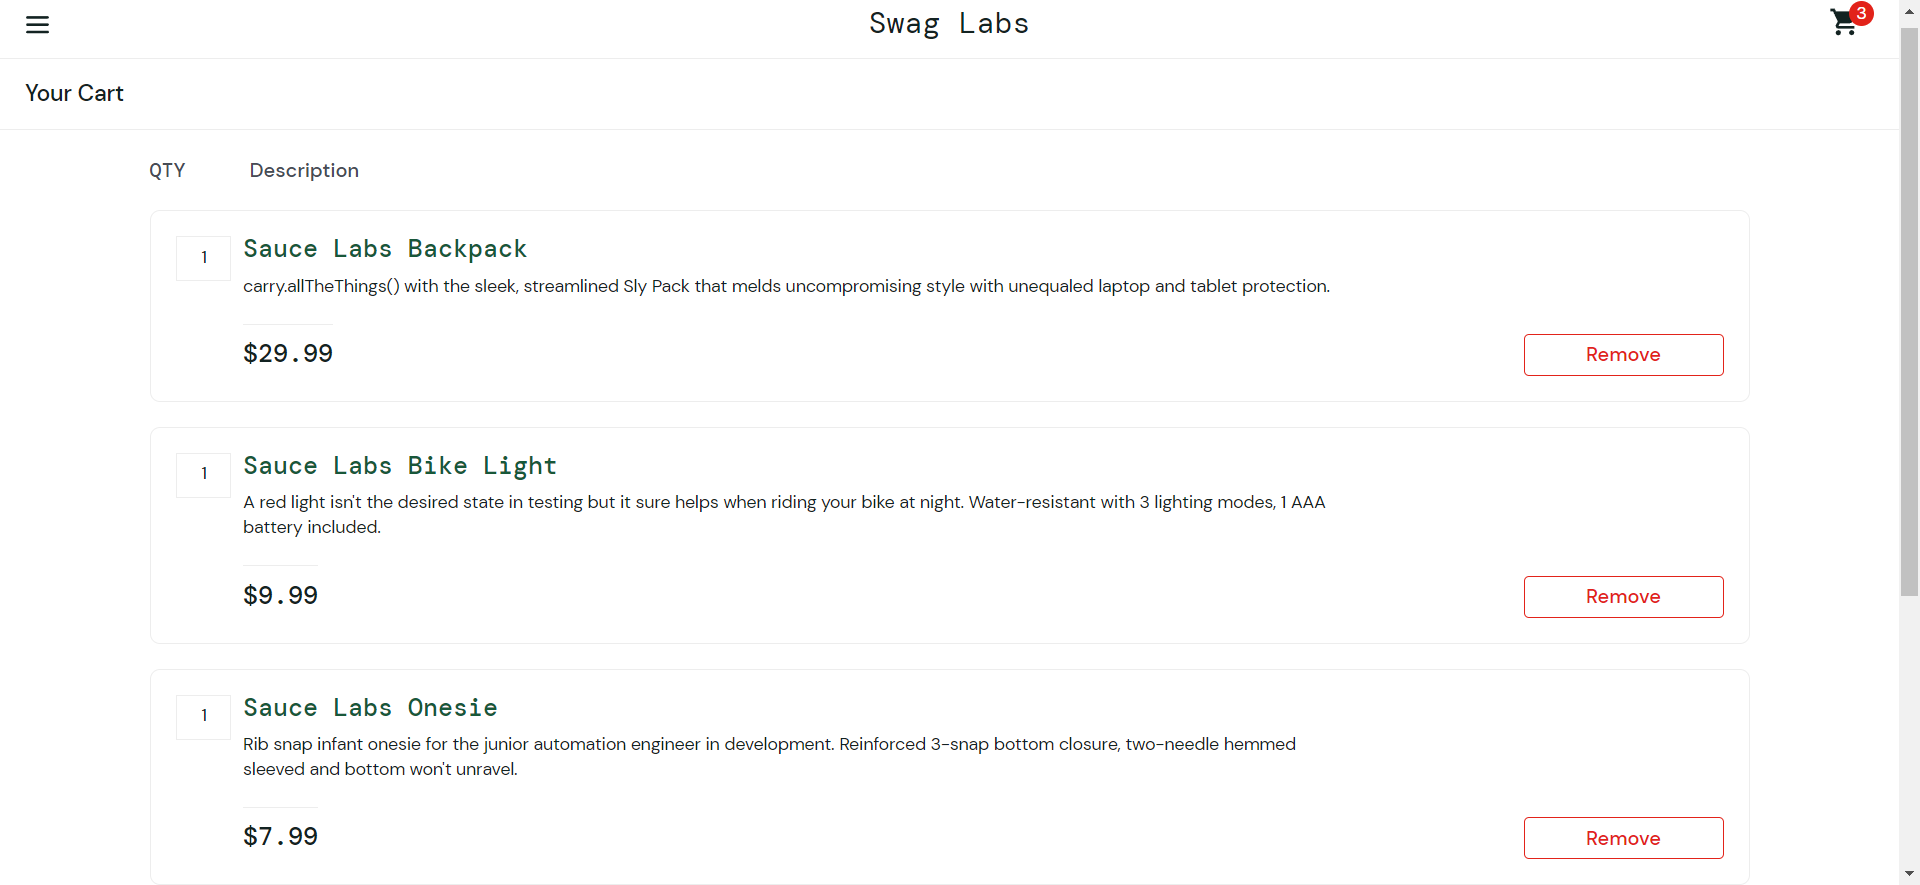 Swag Labs
3
Your Cart
QTY
Description
1
Sauce Labs Backpack
carry.allTheThings() with the sleek, streamlined Sly Pack that melds uncompromising style with unequaled laptop and tablet protection.
$29.99
Remove
1
Sauce Labs Bike Light
A red light isn't the desired state in testing but it sure helps when riding your bike at night. Water-resistant with 3 lighting modes, 1 AAA
battery included.
$9.99
Remove
1
Sauce Labs Onesie
Rib snap infant onesie for the junior automation engineer in development. Reinforced 3-snap bottom closure, two-needle hemmed
sleeved and bottom won't unravel.
$7.99
Remove